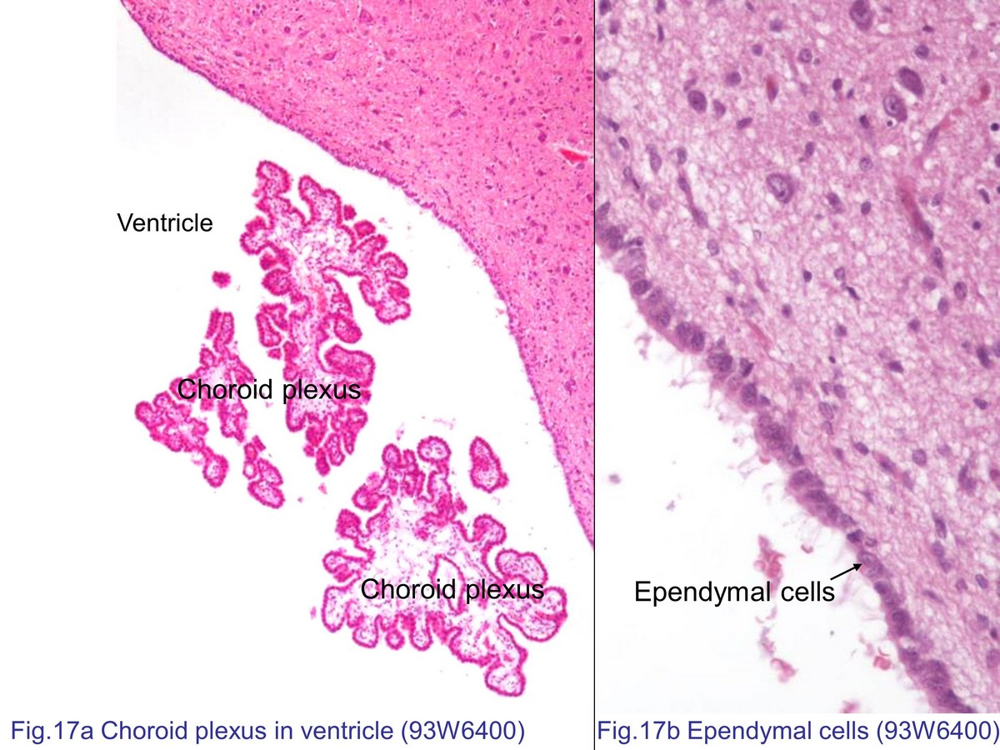 Ventricle
Choroid plexus
Choroid plexus
Fig.17a Choroid plexus in ventricle (93W6400)
Ependymal cells
Fig.17b Ependymal cells (93W6400)